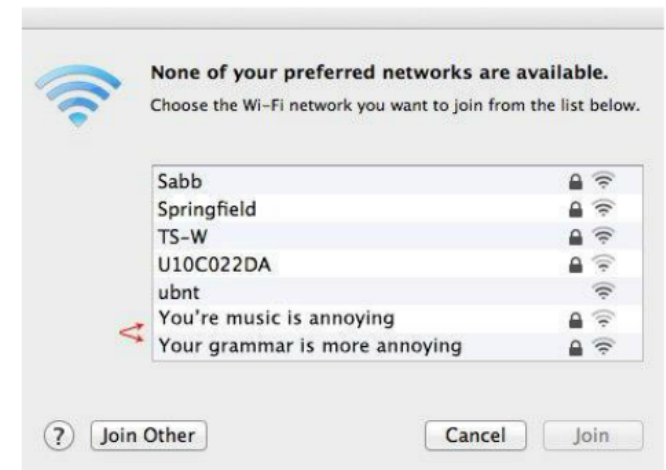 None of your preferred networks are available.
Choose the Wi-Fi network you want to join from the list below.
Sabb
Springfield
TS-W
U10C022DA
ubnt
You're music is annoying
Your grammar is more annoying
? Join Other Cancel Join